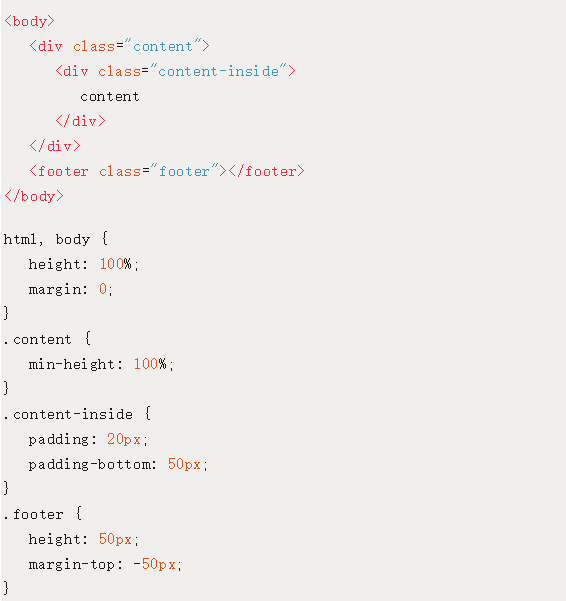 <body>
<div class="content">
<div class="content-inside">
content
</div>
</div>
<footer class="footer"></footer>
</body>
html, body {
height: 100%;
margin: 0;
}
.content {
min-height: 100%;
}
.content-inside {
padding: 20px;
padding-bottom: 50px;
}
.footer {
height: 50px;
margin-top: -50px;
}